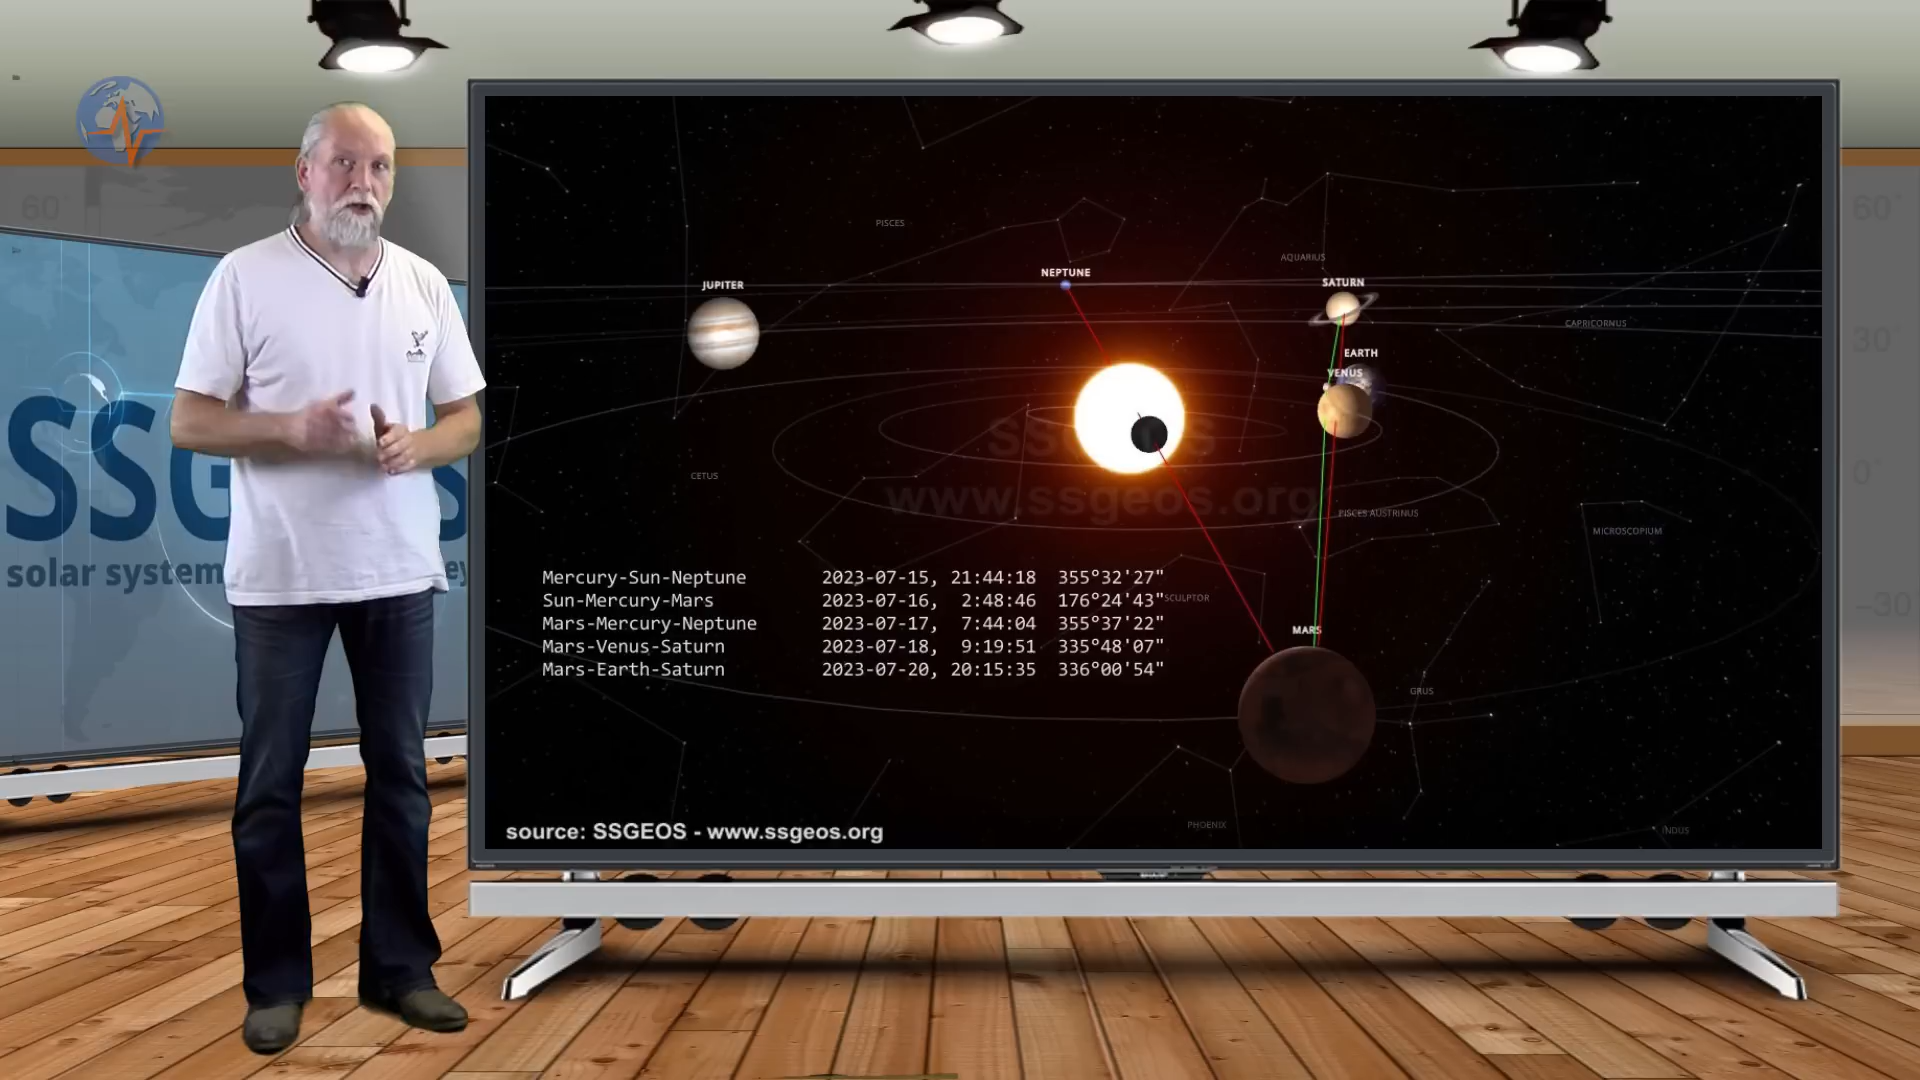 60°
SSGEOS
solar system
ey
PISCES
AQUARIUS
NEPTUNE
JUPITER
SATURN
CAPRICORNUS
EARTH
VENUS
SSGEOS
www.ssgeos.org
CETUS
PISCES AUSTRINUS
MICROSCOPIUM
Mercury-Sun-Neptune 2023-07-15, 21:44:18 355°32'27"
Sun-Mercury-Mars 2023-07-16, 2:48:46 176°24'43"
Mars-Mercury-Neptune 2023-07-17, 7:44:04 355°37'22"
Mars-Venus-Saturn 2023-07-18, 9:19:51 335°48'07"
Mars-Earth-Saturn 2023-07-20, 20:15:35 336°00'54"
SCULPTOR
MARS
GRUS
PHOENIX
INDUS
source: SSGEOS - www.ssgeos.org
60°
30°
0°
-30°